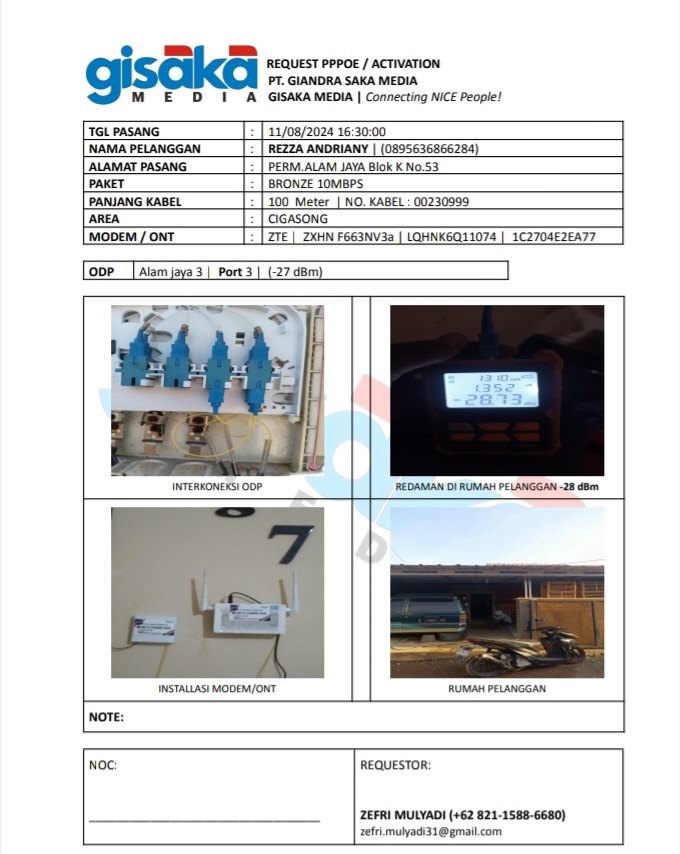 gisaka
MEDIA
REQUEST PPPOE / ACTIVATION
PT. GIANDRA SAKA MEDIA
GISAKA MEDIA | Connecting NICE People!
TGL PASANG : 11/08/2024 16:30:00
NAMA PELANGGAN : REZZA ANDRIANY | (0895636866284)
ALAMAT PASANG : PERM.ALAM JAYA Blok K No.53
PAKET : BRONZE 10MBPS
PANJANG KABEL : 100 Meter | NO. KABEL : 00230999
AREA : CIGASONG
MODEM / ONT : ZTE | ZXHN F663NV3a | LQHNK6Q11074 | 1C2704E2EA77
ODP Alam jaya 3 | Port 3 | (-27 dBm)
1310
1.352
-28.73
INTERKONEKSI ODP
REDAMAN DI RUMAH PELANGGAN -28 dBm
7
INSTALLASI MODEM/ONT
RUMAH PELANGGAN
NOTE:
NOC:
REQUESTOR:
ZEFRI MULYADI (+62 821-1588-6680)
zefri.mulyadi31@gmail.com